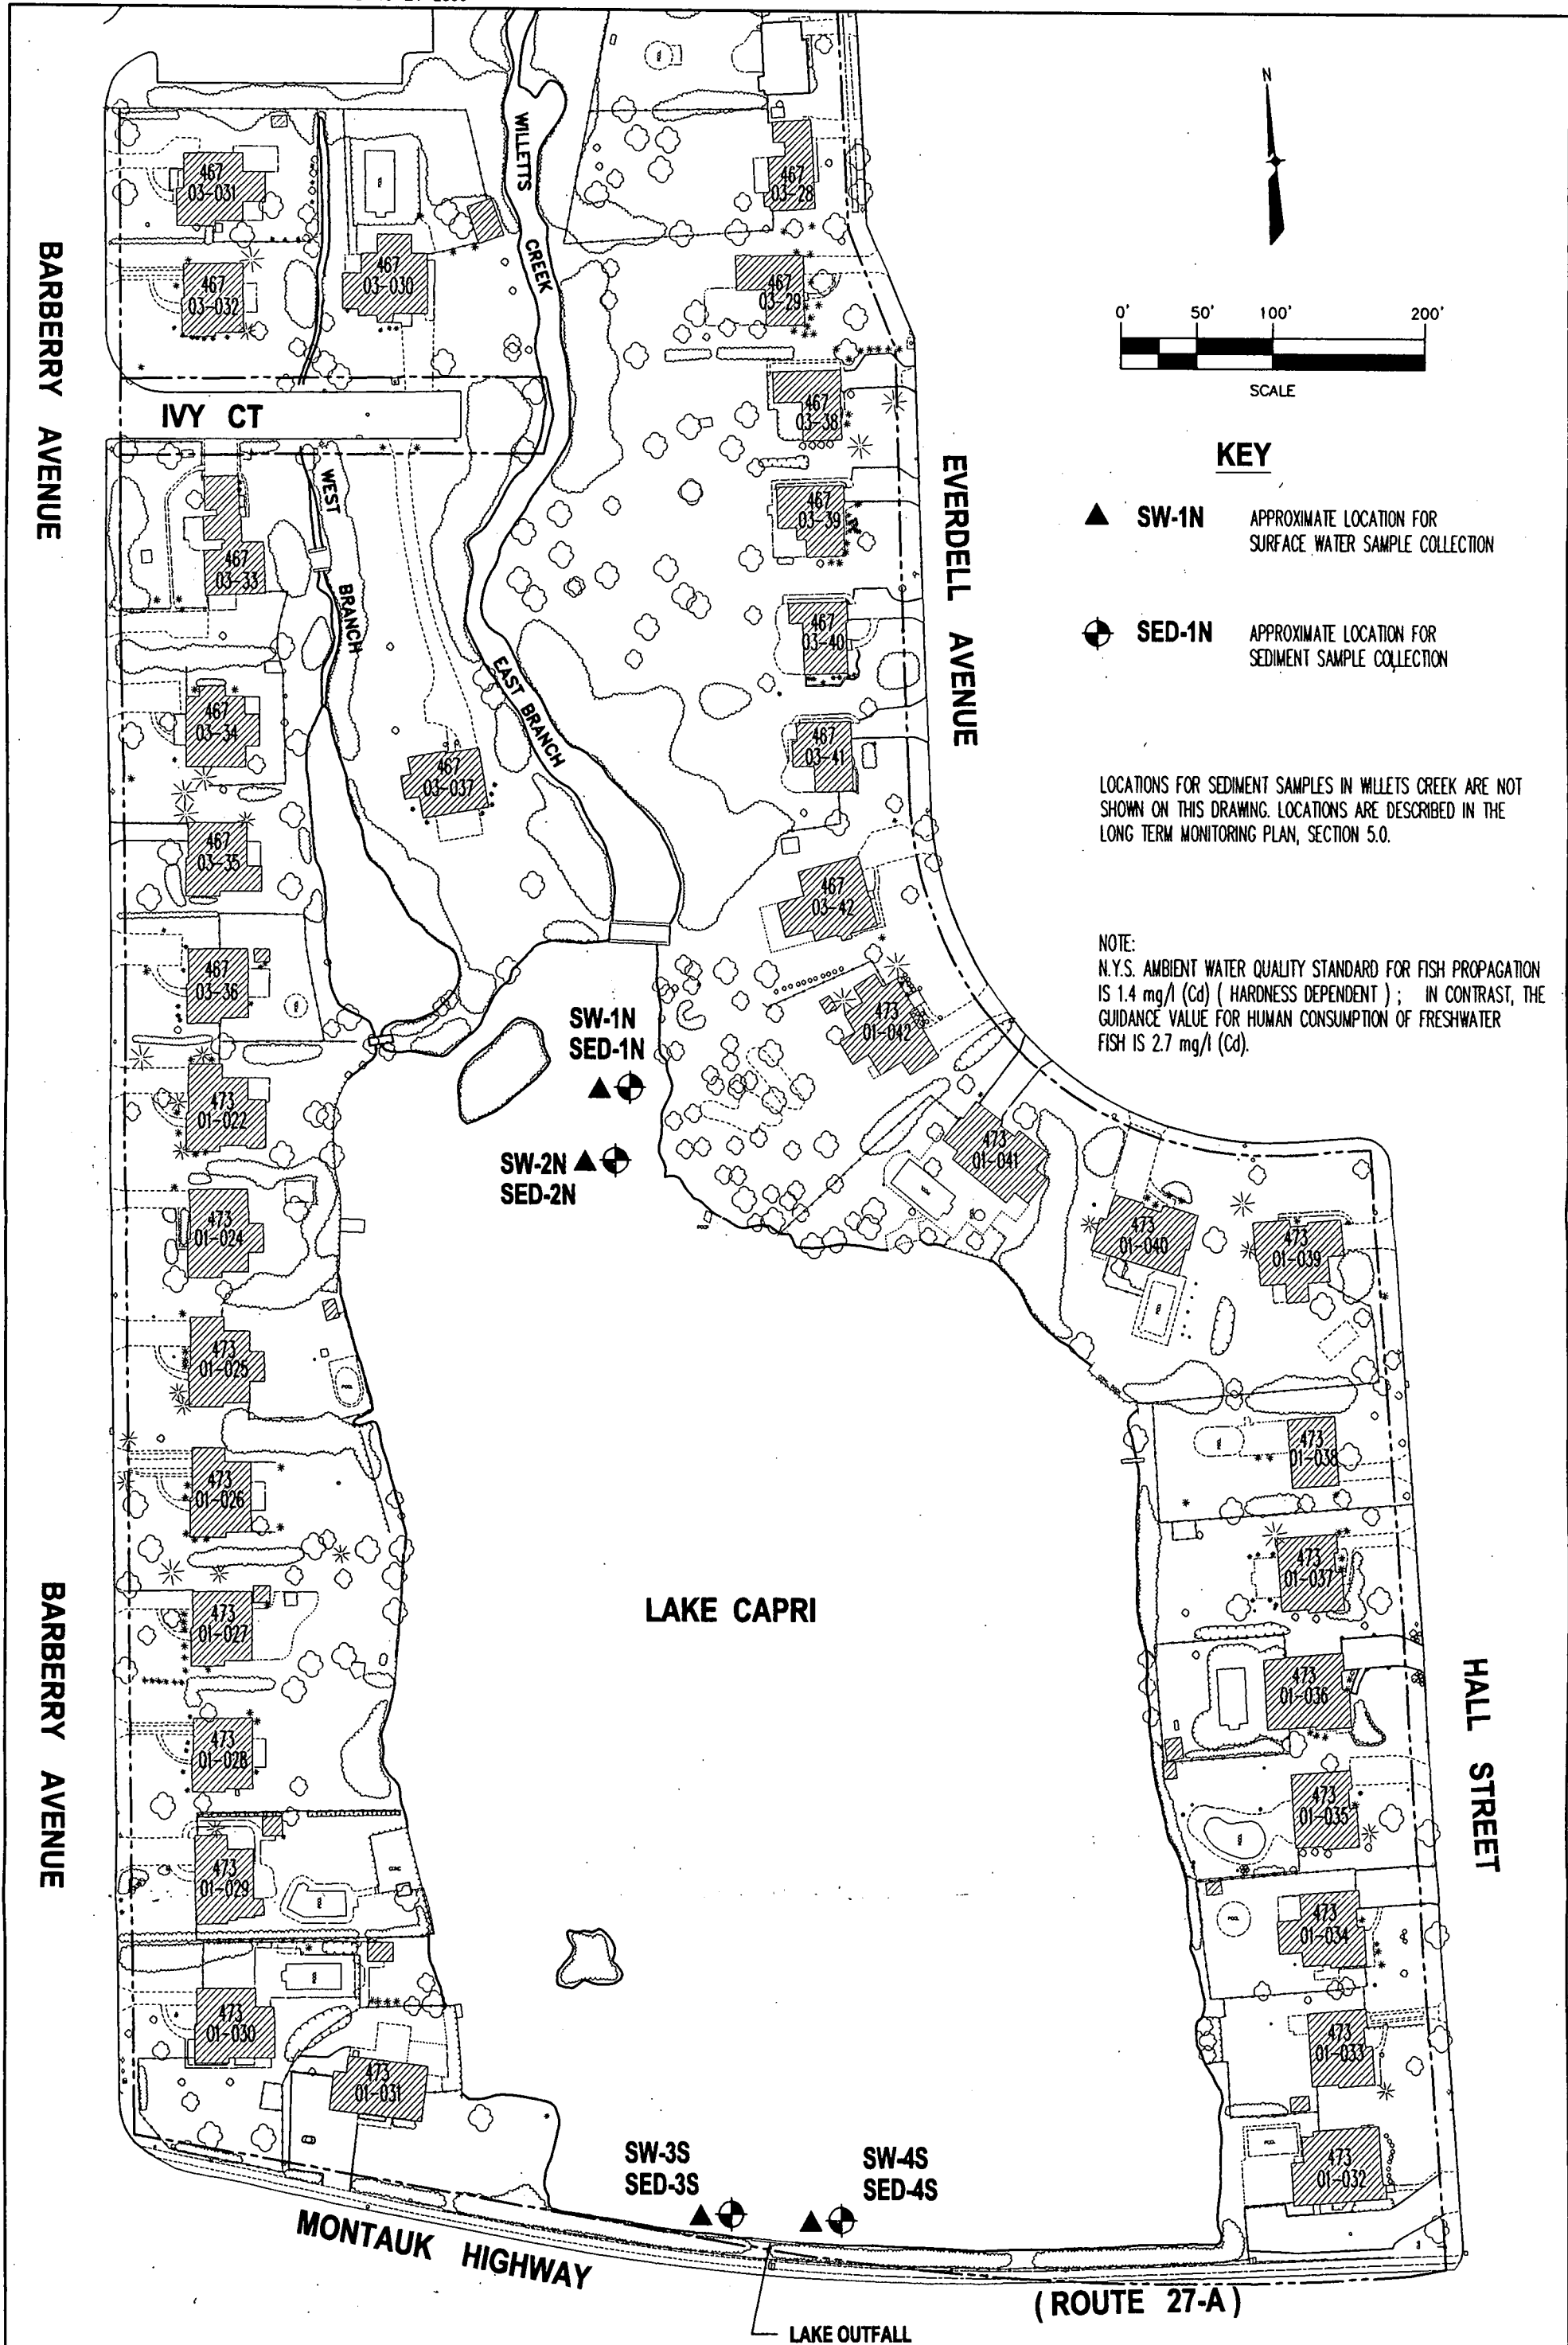 N
0' 50' 100' 200'
SCALE
KEY
SW-1N APPROXIMATE LOCATION FOR
SURFACE WATER SAMPLE COLLECTION
SED-1N APPROXIMATE LOCATION FOR
SEDIMENT SAMPLE COLLECTION
LOCATIONS FOR SEDIMENT SAMPLES IN WILLETS CREEK ARE NOT
SHOWN ON THIS DRAWING. LOCATIONS ARE DESCRIBED IN THE
LONG TERM MONITORING PLAN, SECTION 5.0.
NOTE:
N.Y.S. AMBIENT WATER QUALITY STANDARD FOR FISH PROPAGATION
IS 1.4 mg/l (Cd) ( HARDNESS DEPENDENT ) ; IN CONTRAST, THE
GUIDANCE VALUE FOR HUMAN CONSUMPTION OF FRESHWATER
FISH IS 2.7 mg/l (Cd).
WILLETTS
CREEK
BARBERRY AVENUE
IVY CT
WEST
BRANCH
EAST BRANCH
EVERDELL AVENUE
467
03-031
467
03-032
467
03-030
467
03-28
467
03-29
467
03-38
467
03-39
467
03-40
467
03-41
467
03-42
467
03-33
467
03-34
467
03-037
467
03-35
467
03-36
SW-1N
SED-1N
SW-2N
SED-2N
473
01-042
473
01-041
473
01-040
473
01-039
473
01-022
473
01-024
473
01-025
POOL
473
01-026
473
01-027
473
01-028
473
01-029
473
01-030
473
01-031
LAKE CAPRI
BARBERRY AVENUE
473
01-038
473
01-037
473
01-036
473
01-035
473
01-034
POOL
473
01-033
473
01-032
POOL
HALL STREET
SW-3S
SED-3S
SW-4S
SED-4S
MONTAUK HIGHWAY
( ROUTE 27-A )
LAKE OUTFALL